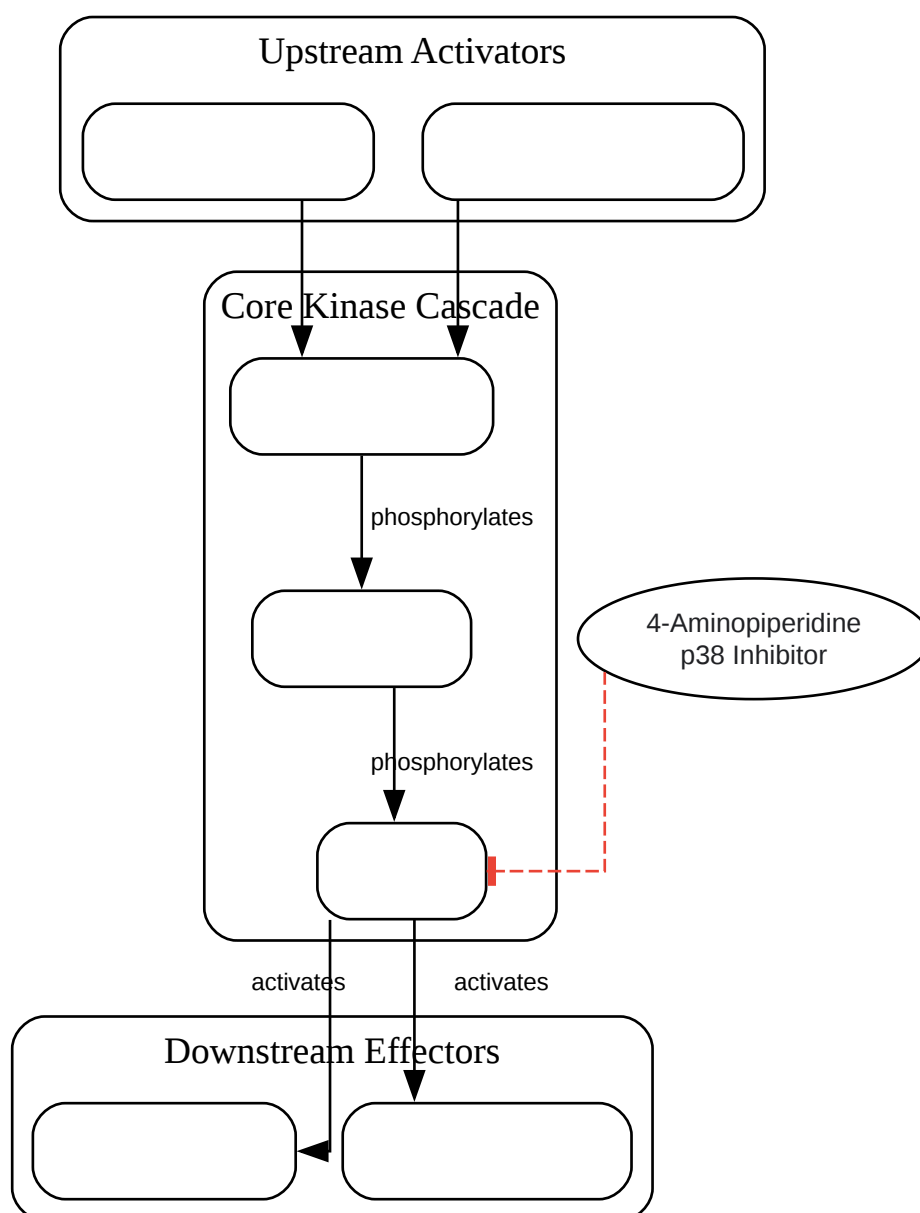 Upstream Activators
Core Kinase Cascade
phosphorylates
4-Aminopiperidine
p38 Inhibitor
phosphorylates
activates
activates
Downstream Effectors